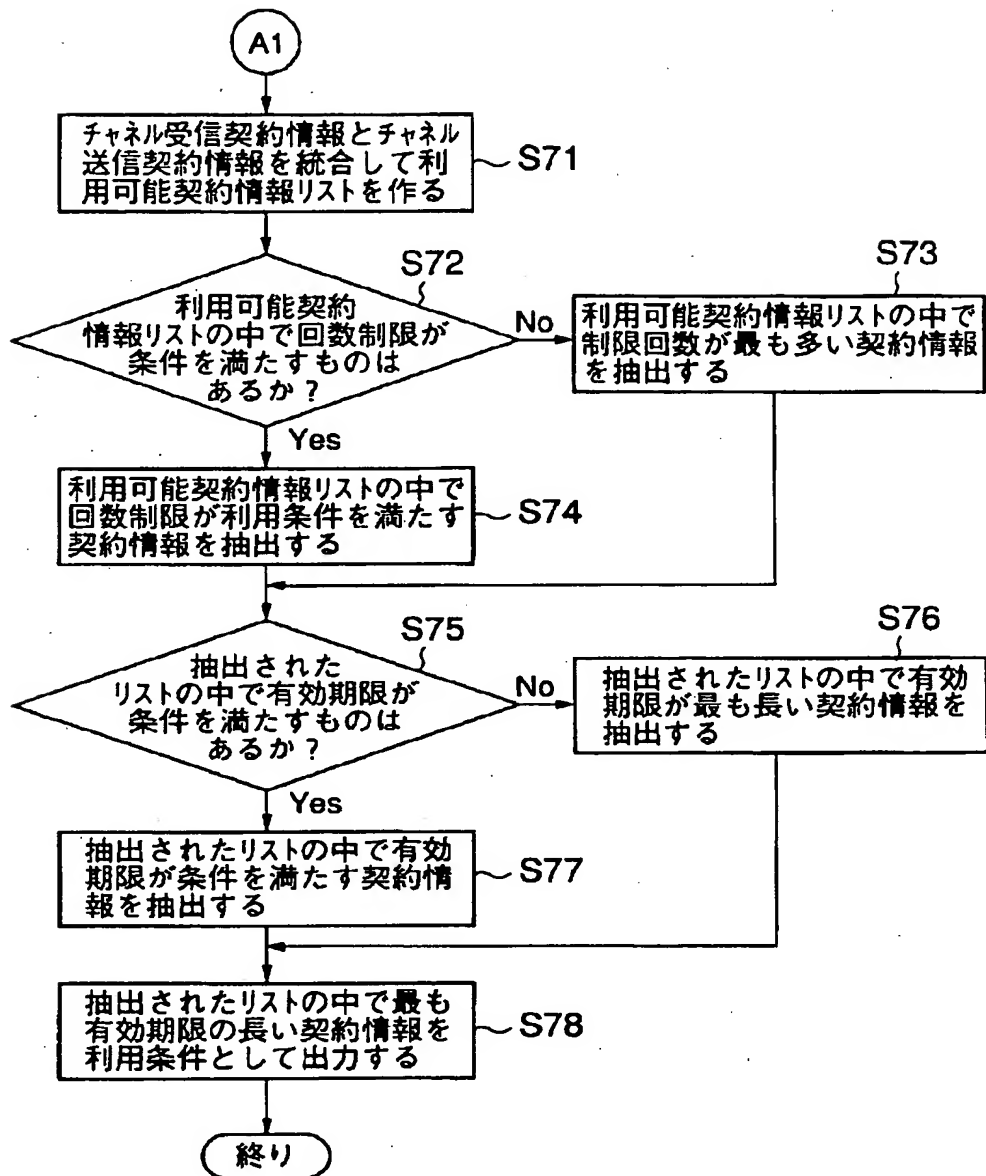 A1
チャネル受信契約情報とチャネル
送信契約情報を統合して利
用可能契約情報リストを作る
S71
S72
利用可能契約
情報リストの中で回数制限が
条件を満たすものは
あるか？
No
Yes
S73
利用可能契約情報リストの中で
制限回数が最も多い契約情報
を抽出する
利用可能契約情報リストの中で
回数制限が利用条件を満たす
契約情報を抽出する
S74
S75
抽出された
リストの中で有効期限が
条件を満たすものは
あるか？
No
Yes
S76
抽出されたリストの中で有効
期限が最も長い契約情報を
抽出する
抽出されたリストの中で有効
期限が条件を満たす契約情
報を抽出する
S77
抽出されたリストの中で最も
有効期限の長い契約情報を
利用条件として出力する
S78
終り